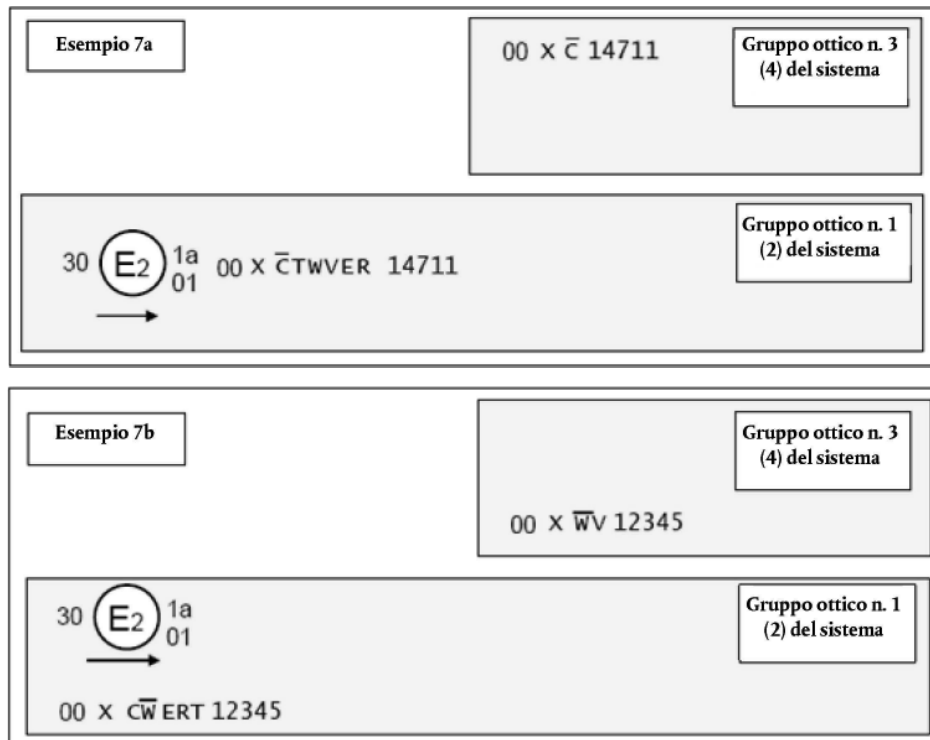 Esempio 7a
00 X C̅ 14711
Gruppo ottico n. 3
(4) del sistema
30 E2 1a
01
00 X C̅TWVER 14711
Gruppo ottico n. 1
(2) del sistema
Esempio 7b
Gruppo ottico n. 3
(4) del sistema
00 X W̅V 12345
30 E2 1a
01
Gruppo ottico n. 1
(2) del sistema
00 X CW̅ERT 12345